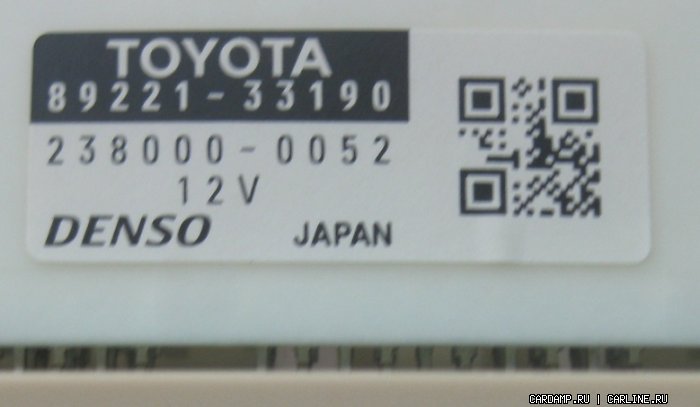 TOYOTA
89221-33190
238000-0052
12V
DENSO JAPAN
CARDAMP.RU | CARLINE.RU